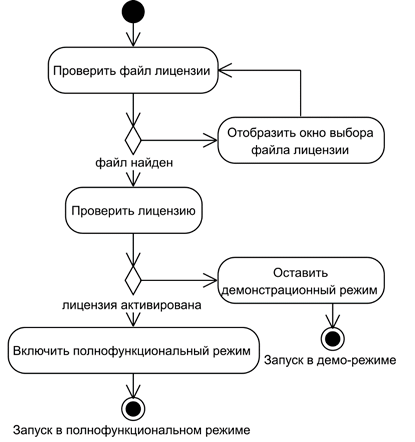 Проверить файл лицензии
Отобразить окно выбора
файла лицензии
файл найден
Проверить лицензию
Оставить
демонстрационный режим
лицензия активирована
Включить полнофункциональный режим
Запуск в демо-режиме
Запуск в полнофункциональном режиме